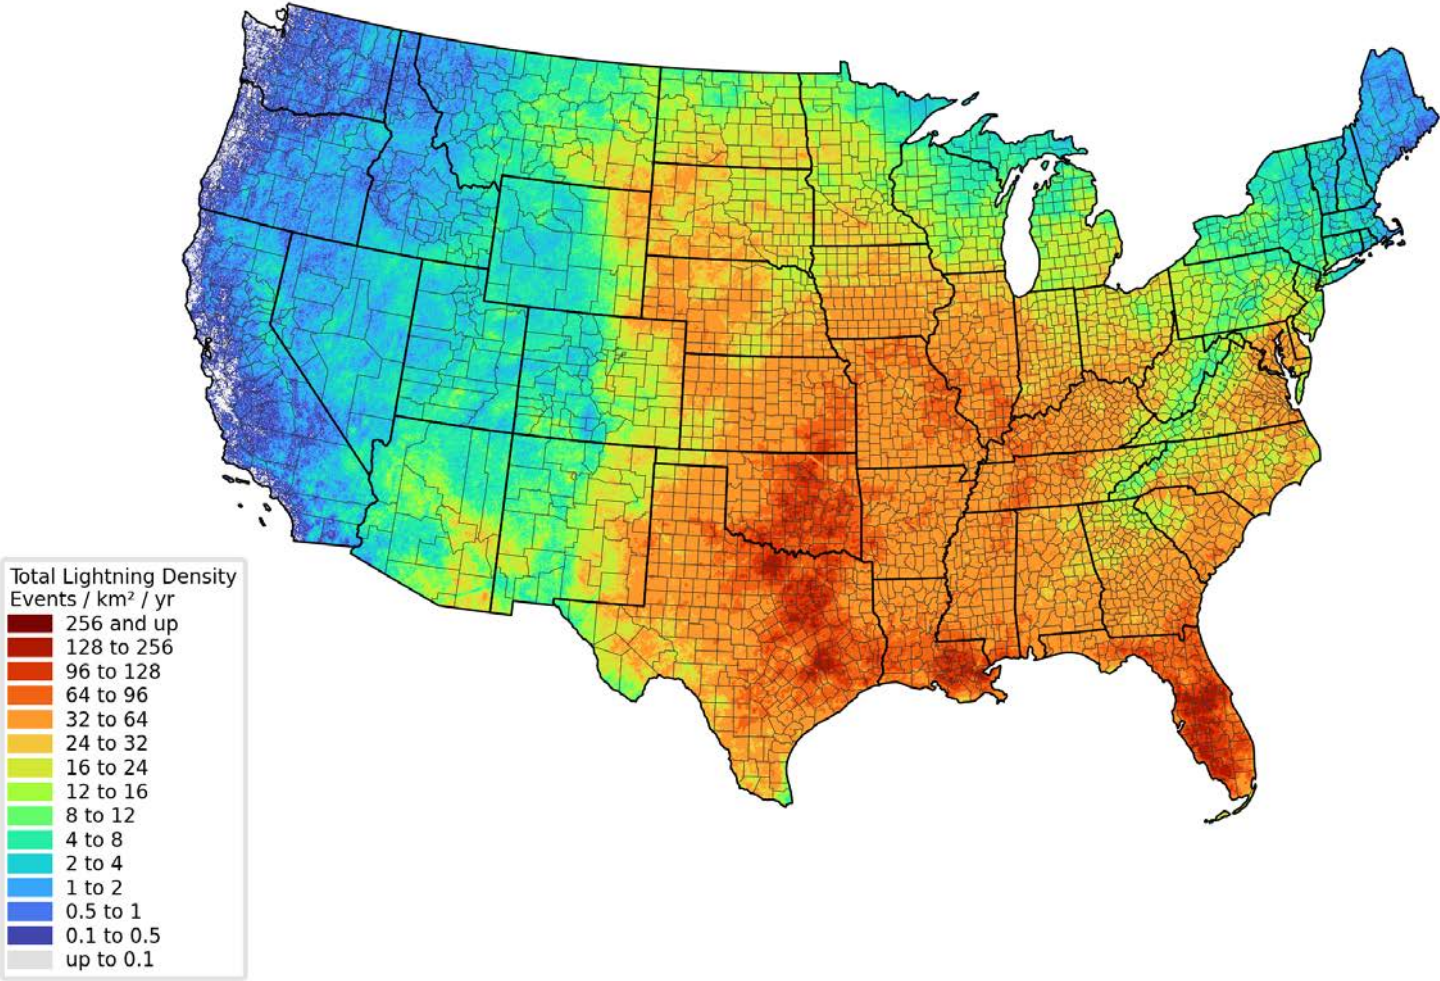 Total Lightning Density
Events / km² / yr
256 and up
128 to 256
96 to 128
64 to 96
32 to 64
24 to 32
16 to 24
12 to 16
8 to 12
4 to 8
2 to 4
1 to 2
0.5 to 1
0.1 to 0.5
up to 0.1